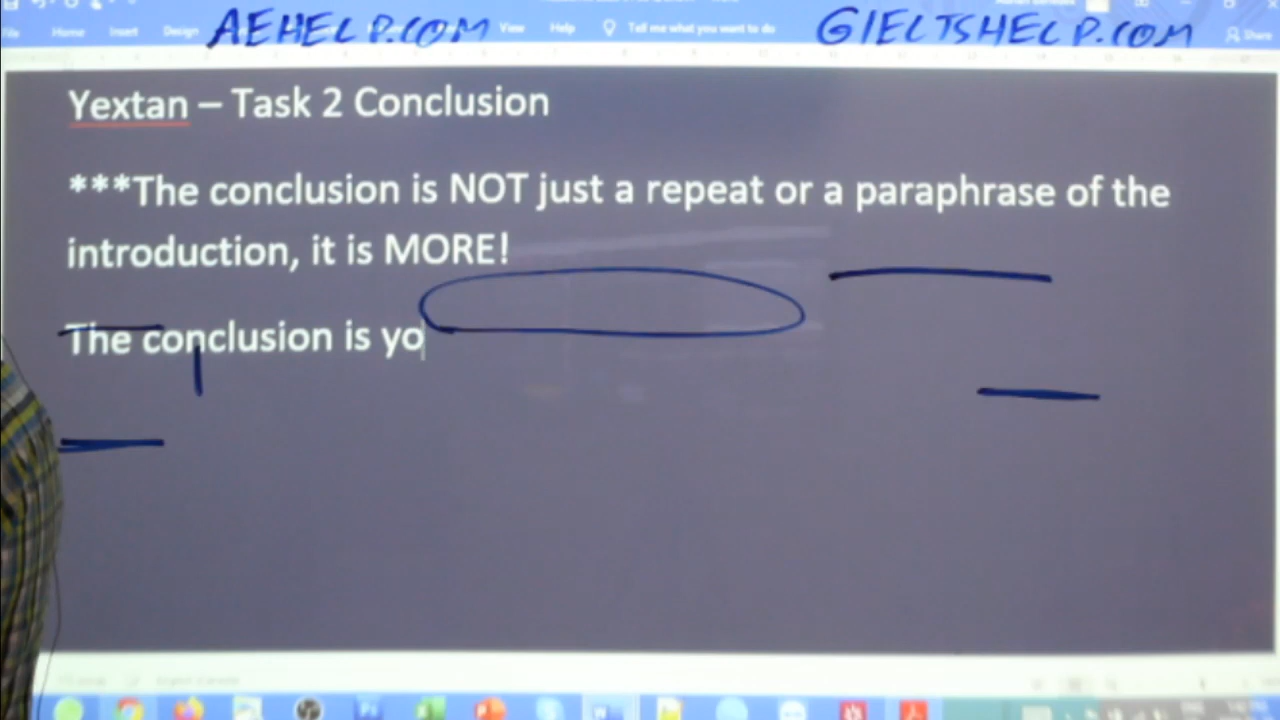 AEHELP.COM
GIELTSHELP.COM
File Home Insert Design View Help Tell me what you want to do Share
Yextan – Task 2 Conclusion
***The conclusion is NOT just a repeat or a paraphrase of the
introduction, it is MORE!
The conclusion is yo